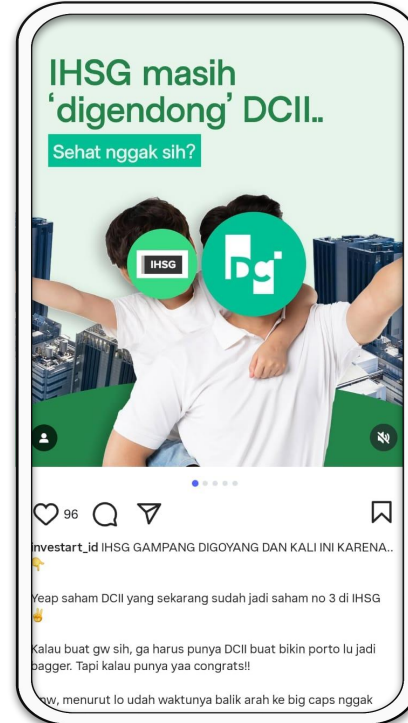 IHSG masih
‘digendong’ DCII..
Sehat nggak sih?
IHSG
96
investart_id IHSG GAMPANG DIGOYANG DAN KALI INI KARENA..
👇
Yeap saham DCII yang sekarang sudah jadi saham no 3 di IHSG
✌️
Kalau buat gw sih, ga harus punya DCII buat bikin porto lu jadi
bagger. Tapi kalau punya yaa congrats!!
menurut lo udah waktunya balik arah ke big caps nggak